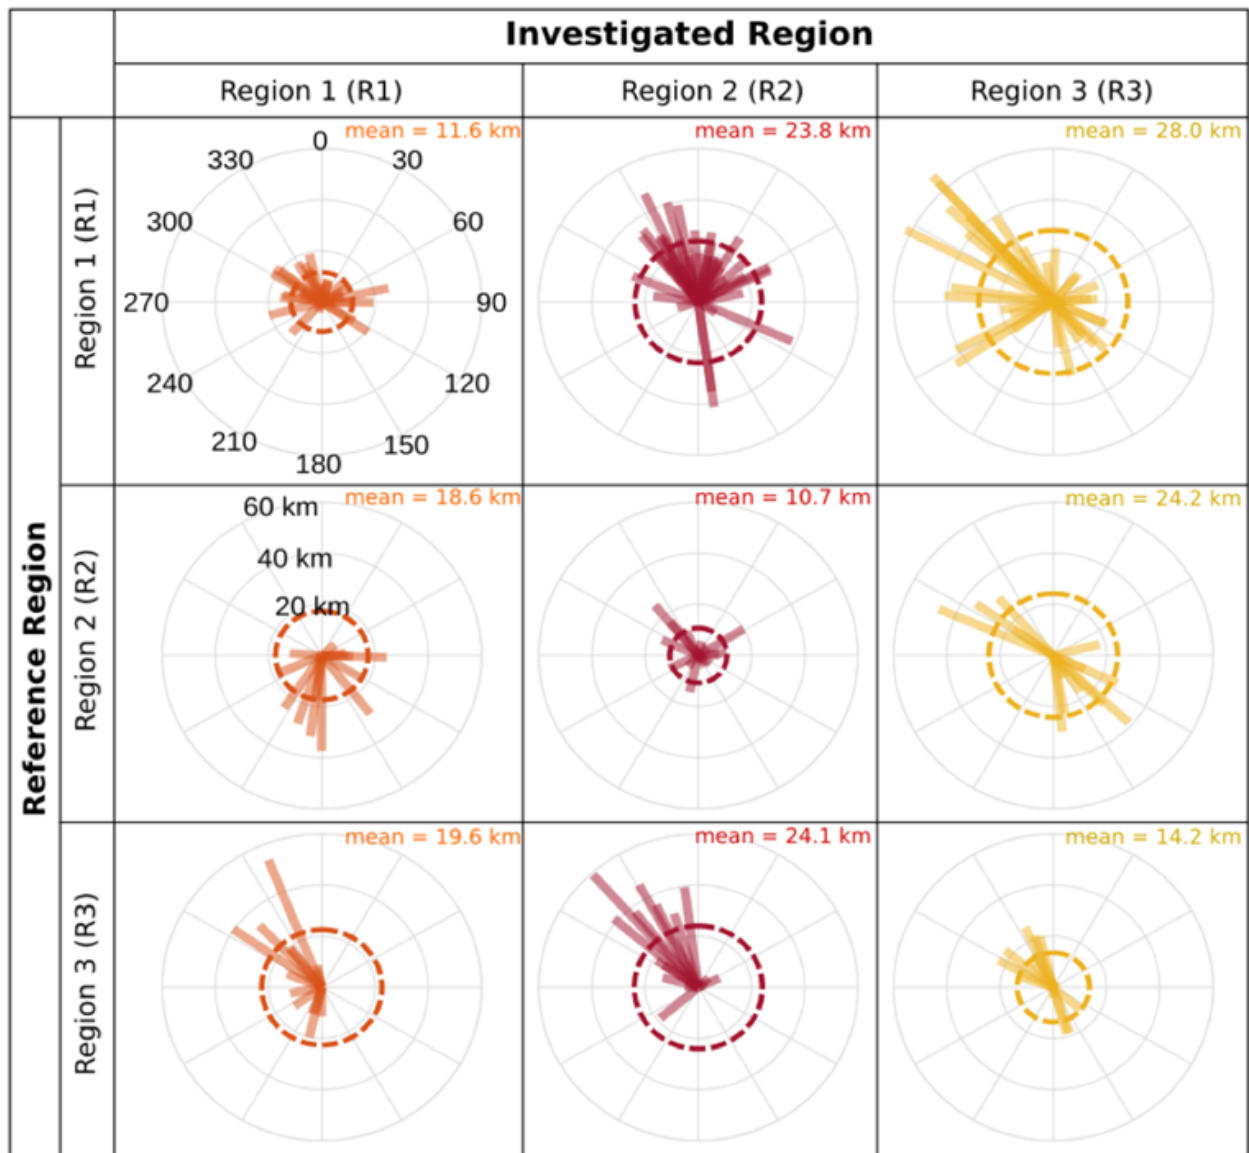 Investigated Region
Region 1 (R1)
Region 2 (R2)
Region 3 (R3)
Reference Region
Region 1 (R1)
mean = 11.6 km
0
30
60
90
120
150
180
210
240
270
300
330
mean = 23.8 km
mean = 28.0 km
Region 2 (R2)
mean = 18.6 km
60 km
40 km
20 km
mean = 10.7 km
mean = 24.2 km
Region 3 (R3)
mean = 19.6 km
mean = 24.1 km
mean = 14.2 km